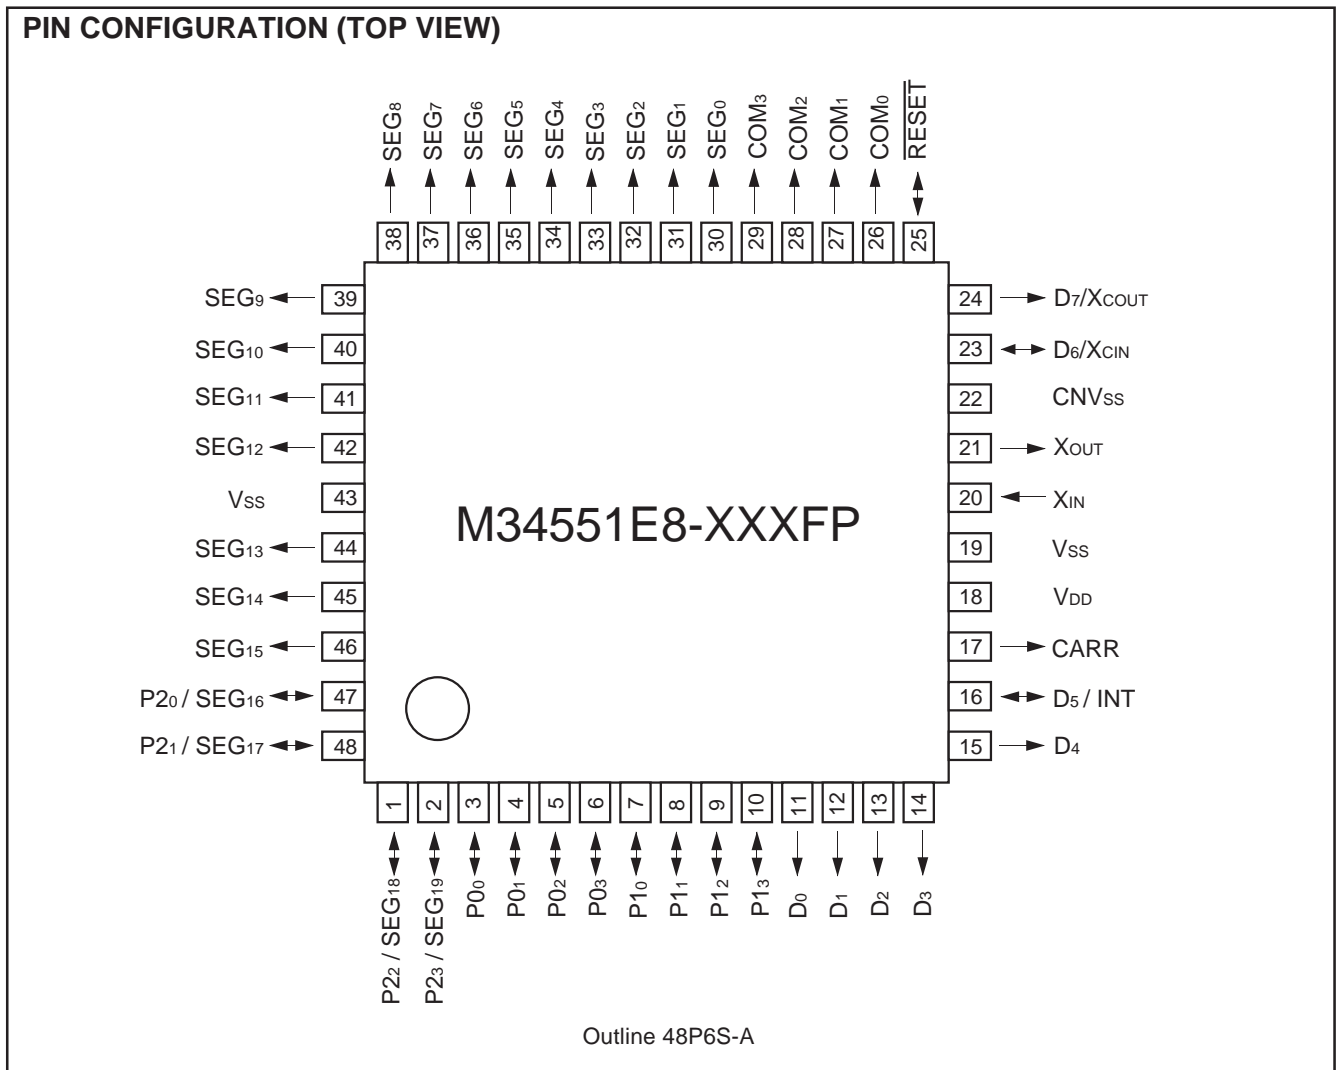 PIN CONFIGURATION (TOP VIEW)
SEG8
SEG7
SEG6
SEG5
SEG4
SEG3
SEG2
SEG1
SEG0
COM3
COM2
COM1
COM0
RESET
38
37
36
35
34
33
32
31
30
29
28
27
26
25
SEG9 39
SEG10 40
SEG11 41
SEG12 42
VSS 43
SEG13 44
SEG14 45
SEG15 46
P20 / SEG16 47
P21 / SEG17 48
M34551E8-XXXFP
24 D7/XCOUT
23 D6/XCIN
22 CNVSS
21 XOUT
20 XIN
19 VSS
18 VDD
17 CARR
16 D5 / INT
15 D4
1
2
3
4
5
6
7
8
9
10
11
12
13
14
P22 / SEG18
P23 / SEG19
P00
P01
P02
P03
P10
P11
P12
P13
D0
D1
D2
D3
Outline 48P6S-A